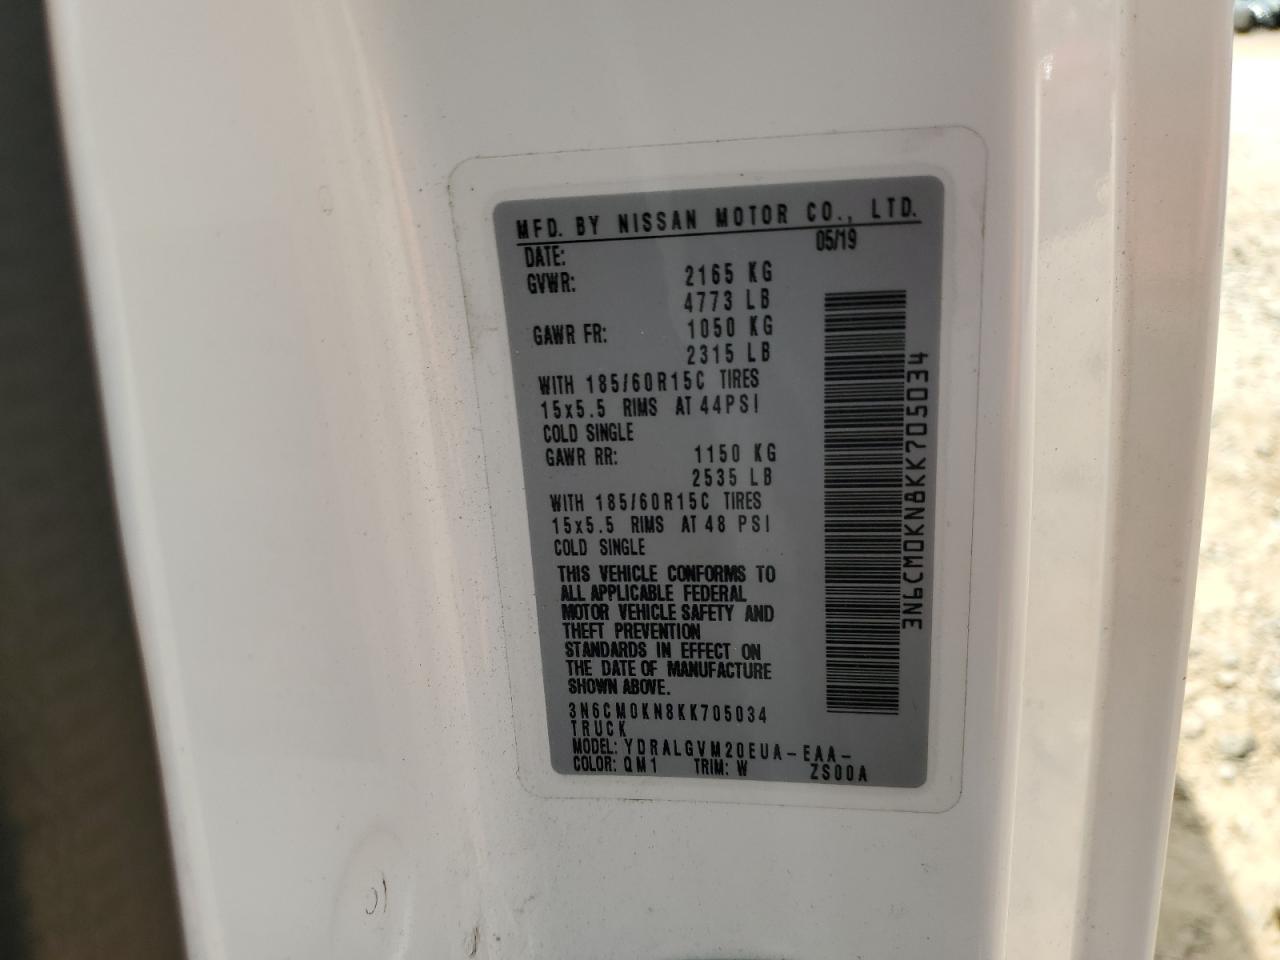 MFD. BY NISSAN MOTOR CO., LTD.
DATE: 05/19
GVWR: 2165 KG
4773 LB
GAWR FR: 1050 KG
2315 LB
WITH 185/60R15C TIRES
15x5.5 RIMS AT 44PSI
COLD SINGLE
GAWR RR: 1150 KG
2535 LB
WITH 185/60R15C TIRES
15x5.5 RIMS AT 48 PSI
COLD SINGLE
THIS VEHICLE CONFORMS TO
ALL APPLICABLE FEDERAL
MOTOR VEHICLE SAFETY AND
THEFT PREVENTION
STANDARDS IN EFFECT ON
THE DATE OF MANUFACTURE
SHOWN ABOVE.
3N6CM0KN8KK705034
TRUCK
MODEL: YDRALGVM20EUA-EAA-
COLOR: QM1 TRIM: W ZS00A
3N6CM0KN8KK705034